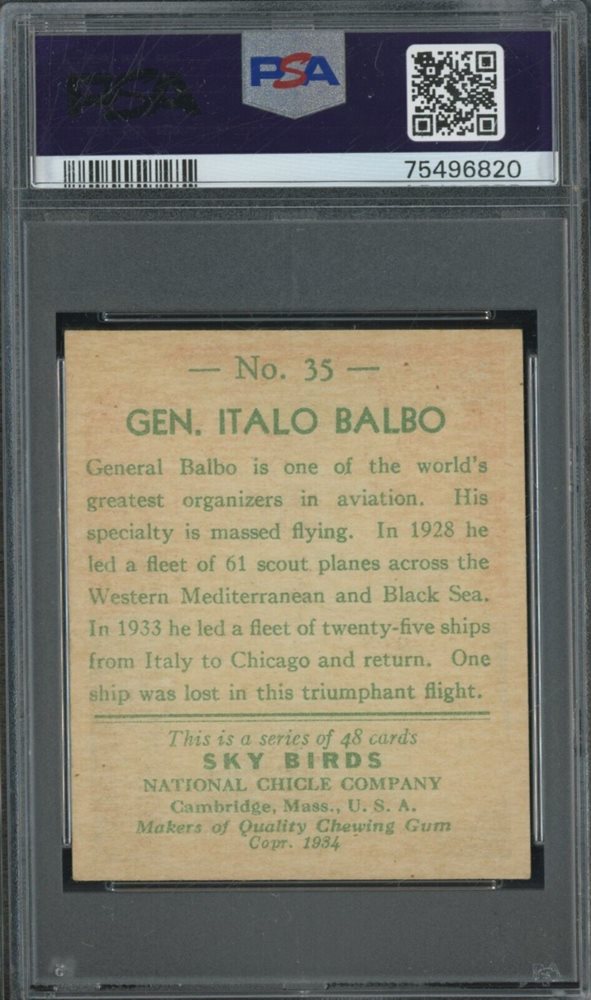 PSA
PSA
75496820
— No. 35 —
GEN. ITALO BALBO
General Balbo is one of the world's
greatest organizers in aviation. His
specialty is massed flying. In 1928 he
led a fleet of 61 scout planes across the
Western Mediterranean and Black Sea.
In 1933 he led a fleet of twenty-five ships
from Italy to Chicago and return. One
ship was lost in this triumphant flight.
This is a series of 48 cards
SKY BIRDS
NATIONAL CHICLE COMPANY
Cambridge, Mass., U. S. A.
Makers of Quality Chewing Gum
Copr. 1934